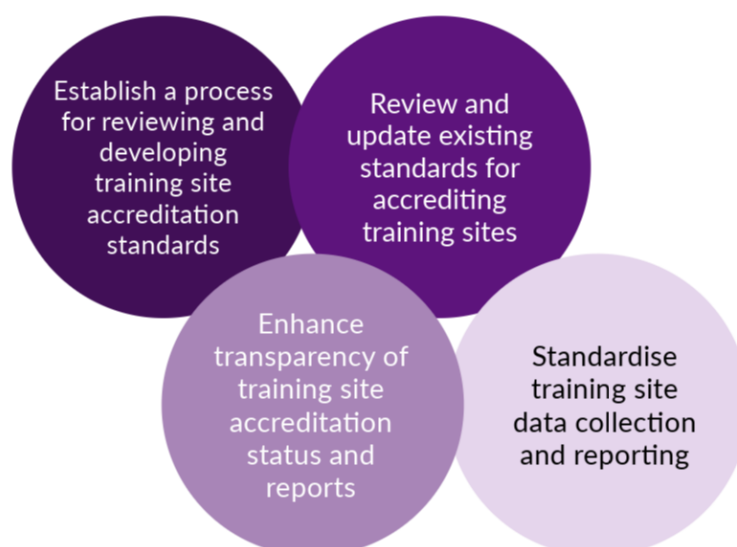 Establish a process
for reviewing and
developing
training site
accreditation
standards
Review and
update existing
standards for
accrediting
training sites
Enhance
transparency of
training site
accreditation
status and
reports
Standardise
training site
data collection
and reporting